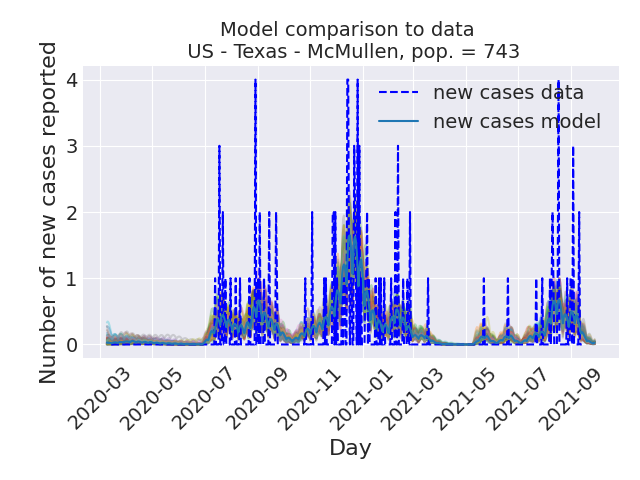 Model comparison to data
US - Texas - McMullen, pop. = 743
Number of new cases reported
4
3
2
1
0
new cases data
new cases model
2020-03
2020-05
2020-07
2020-09
2020-11
2021-01
2021-03
2021-05
2021-07
2021-09
Day